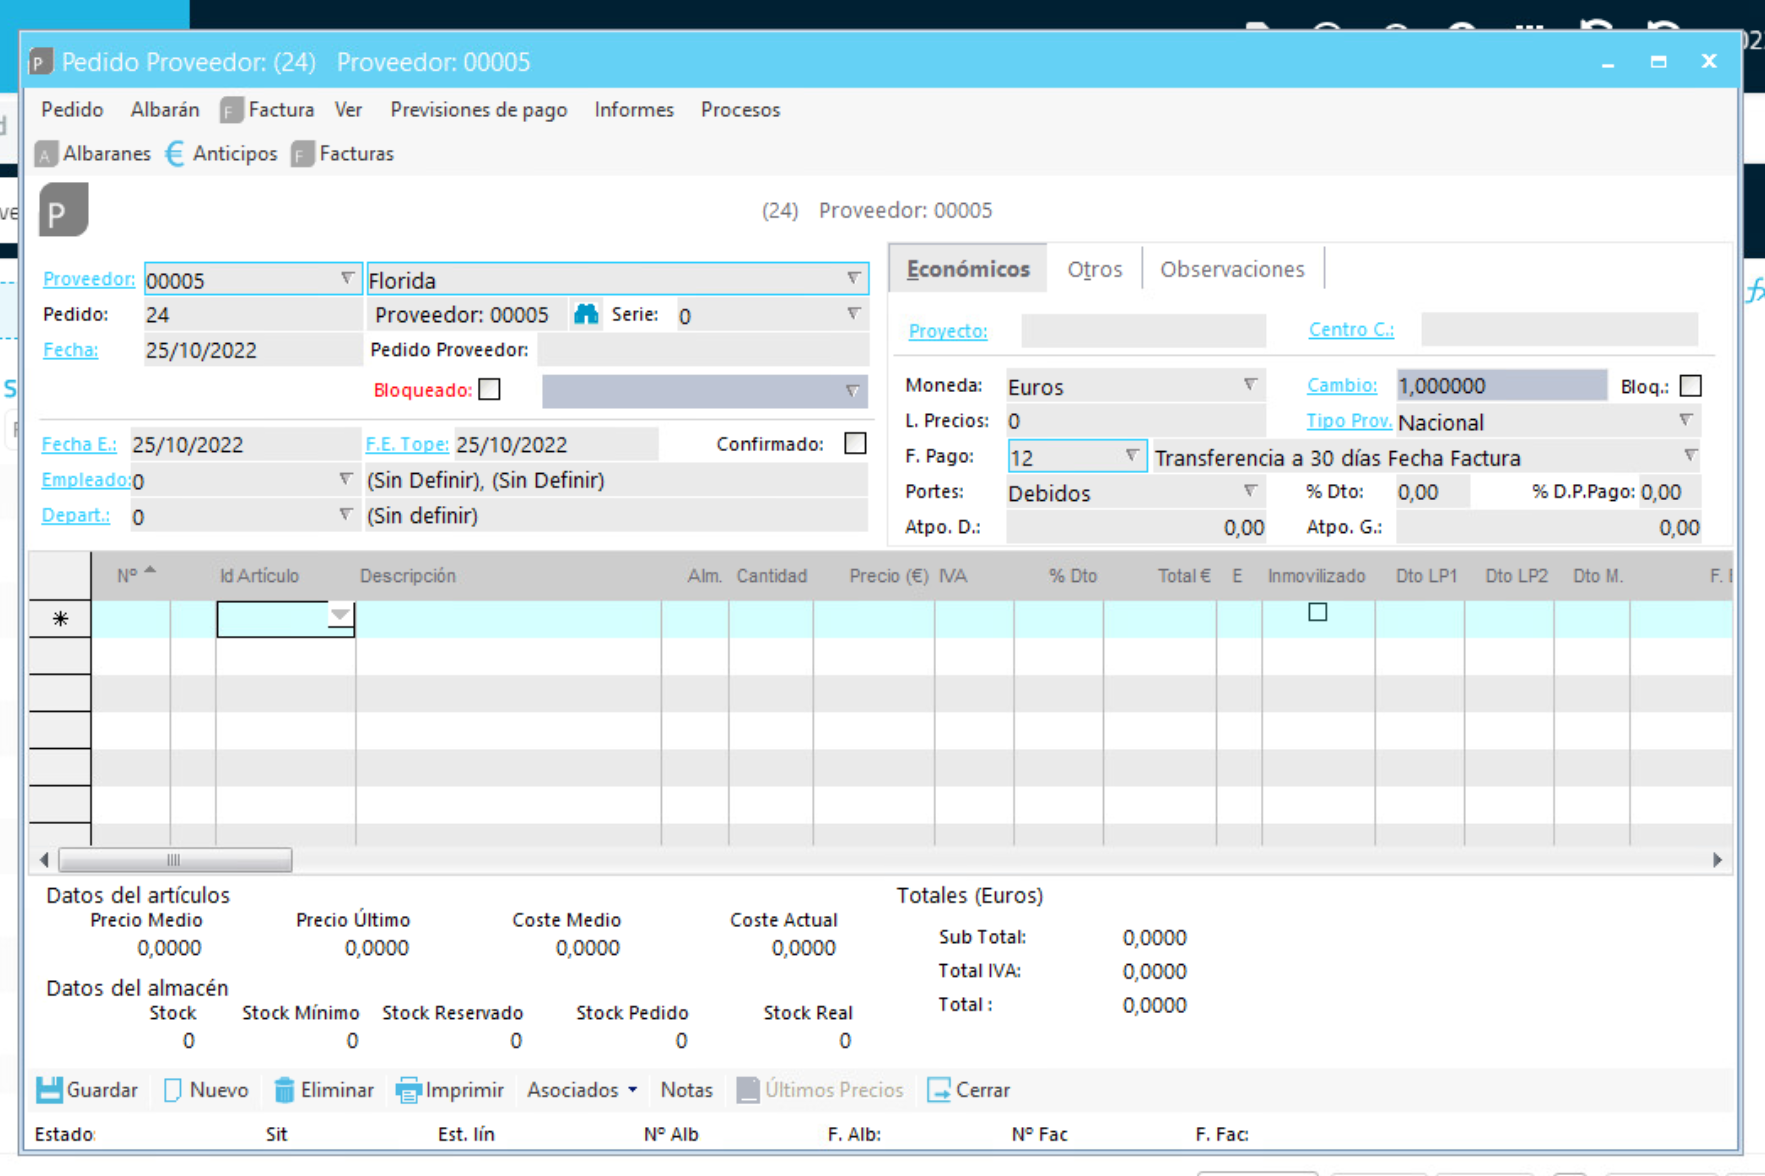 P Pedido Proveedor: (24) Proveedor: 00005
Pedido Albarán F Factura Ver Previsiones de pago Informes Procesos
A Albaranes € Anticipos F Facturas
P (24) Proveedor: 00005
Proveedor: 00005 Florida
Pedido: 24 Proveedor: 00005 Serie: 0
Fecha: 25/10/2022 Pedido Proveedor:
Bloqueado:
Fecha E.: 25/10/2022 F.E. Tope: 25/10/2022 Confirmado:
Empleado: 0 (Sin Definir), (Sin Definir)
Depart.: 0 (Sin definir)
Económicos Otros Observaciones
Proyecto: Centro C.:
Moneda: Euros Cambio: 1,000000 Bloq.:
L. Precios: 0 Tipo Prov. Nacional
F. Pago: 12 Transferencia a 30 días Fecha Factura
Portes: Debidos % Dto: 0,00 % D.P.Pago: 0,00
Atpo. D.: 0,00 Atpo. G.: 0,00
Nº Id Artículo Descripción Alm. Cantidad Precio (€) IVA % Dto Total € E Inmovilizado Dto LP1 Dto LP2 Dto M. F.
Datos del artículos
Precio Medio Precio Último Coste Medio Coste Actual
0,0000 0,0000 0,0000 0,0000
Datos del almacén
Stock Stock Mínimo Stock Reservado Stock Pedido Stock Real
0 0 0 0 0
Totales (Euros)
Sub Total: 0,0000
Total IVA: 0,0000
Total : 0,0000
Guardar Nuevo Eliminar Imprimir Asociados Notas Últimos Precios Cerrar
Estado: Sit Est. lín Nº Alb F. Alb: Nº Fac F. Fac: